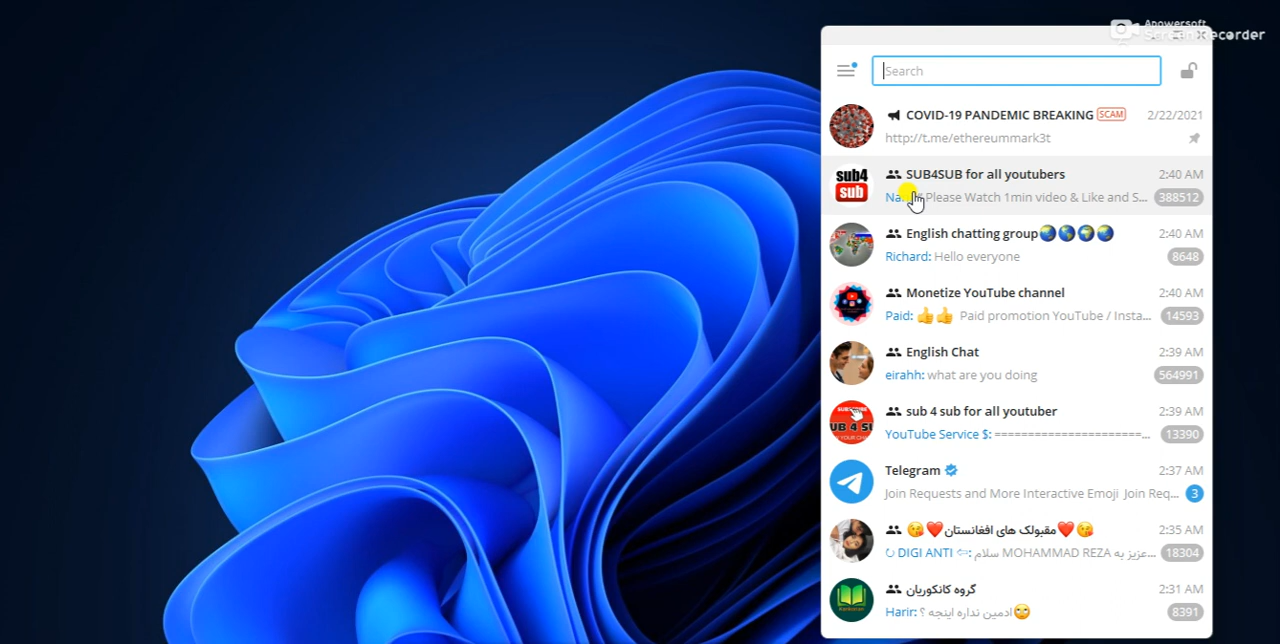 Apowersoft
Screen Recorder
Search
COVID-19 PANDEMIC BREAKING SCAM 2/22/2021
http://t.me/ethereummark3t
sub4
sub
SUB4SUB for all youtubers 2:40 AM
Please Watch 1min video & Like and S... 388512
English chatting group🌏🌎🌍🌏 2:40 AM
Richard: Hello everyone 8648
Monetize YouTube channel 2:40 AM
Paid: 👍👍 Paid promotion YouTube / Insta... 14593
English Chat 2:39 AM
eirahh: what are you doing 564991
sub 4 sub for all youtuber 2:39 AM
YouTube Service $: ======================... 13390
Telegram 2:37 AM
Join Requests and More Interactive Emoji Join Req... 3
😘❤️مقبولک های افغانستان❤️😘 2:35 AM
DIGI ANTI ⇦: سلام MOHAMMAD REZA عزیز به... 18304
گروه کانکوریان 2:31 AM
Harir: ادمین نداره اینجه ؟🙄 8391